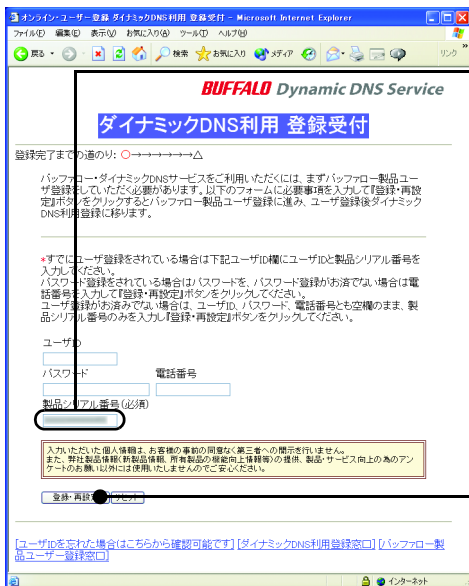 オンライン・ユーザー登録 ダイナミックDNS利用 登録受付 - Microsoft Internet Explorer
ファイル(F) 編集(E) 表示(V) お気に入り(A) ツール(T) ヘルプ(H)
戻る 検索 お気に入り メディア リンク »
BUFFALO Dynamic DNS Service
ダイナミックDNS利用 登録受付
登録完了までの道のり: ○→→→→→→△
バッファロー・ダイナミックDNSサービスをご利用いただくには、まずバッファロー製品ユー
ザ登録をしていただく必要があります。以下のフォームに必要事項を入力して『登録・再設
定』ボタンをクリックするとバッファロー製品ユーザ登録に進み、ユーザ登録後ダイナミック
DNS利用登録に移ります。
*すでにユーザ登録をされている場合は下記ユーザID欄にユーザIDと製品シリアル番号を
入力してください。
パスワード登録をされている場合はパスワードを、パスワード登録がお済でない場合は電
話番号を入力して『登録・再設定』ボタンをクリックしてください。
ユーザ登録がお済みでない場合は、ユーザID、パスワード、電話番号とも空欄のまま、製
品シリアル番号のみを入力し『登録・再設定』ボタンをクリックしてください。
ユーザID
パスワード 電話番号
製品シリアル番号(必須)
入力いただいた個人情報は、お客様の事前の同意なく第三者への開示を行いません。
また、弊社製品情報(新製品情報、所有製品の機能向上情報等)の提供、製品・サービス向上の為のアン
ケートのお願い以外には使用いたしませんのでご安心ください。
登録・再設定 リセット
[ユーザIDを忘れた場合はこちらから確認可能です] [ダイナミックDNS利用登録窓口] [バッファロー製
品ユーザー登録窓口]
インターネット